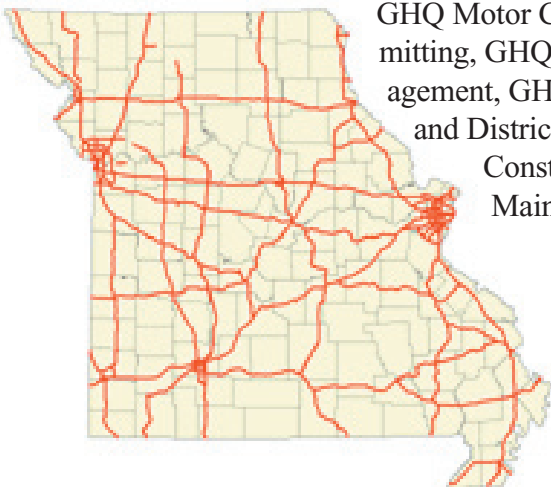 GHQ Motor C
mitting, GHQ
agement, GH
and Distric
Const
Main